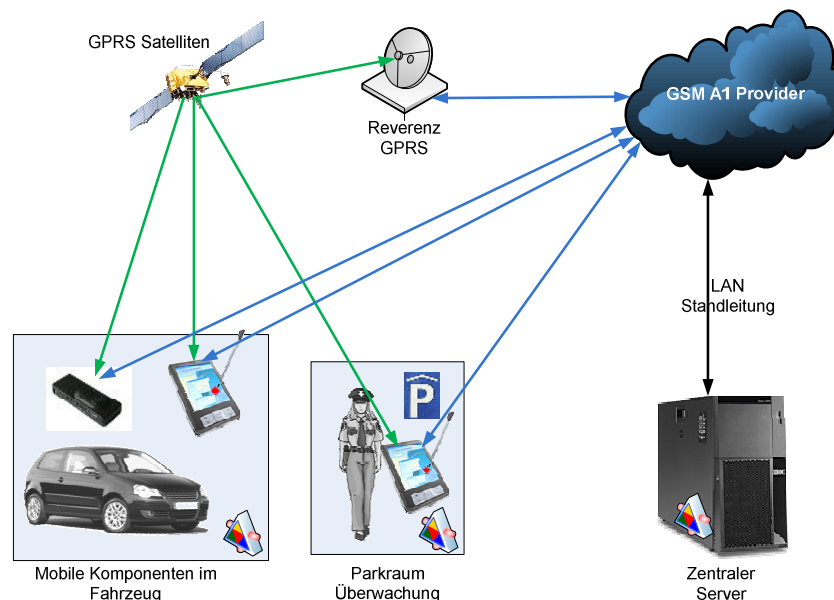 GPRS Satelliten
Reverenz
GPRS
GSM A1 Provider
LAN
Standleitung
P
Mobile Komponenten im
Fahrzeug
Parkraum
Überwachung
Zentraler
Server